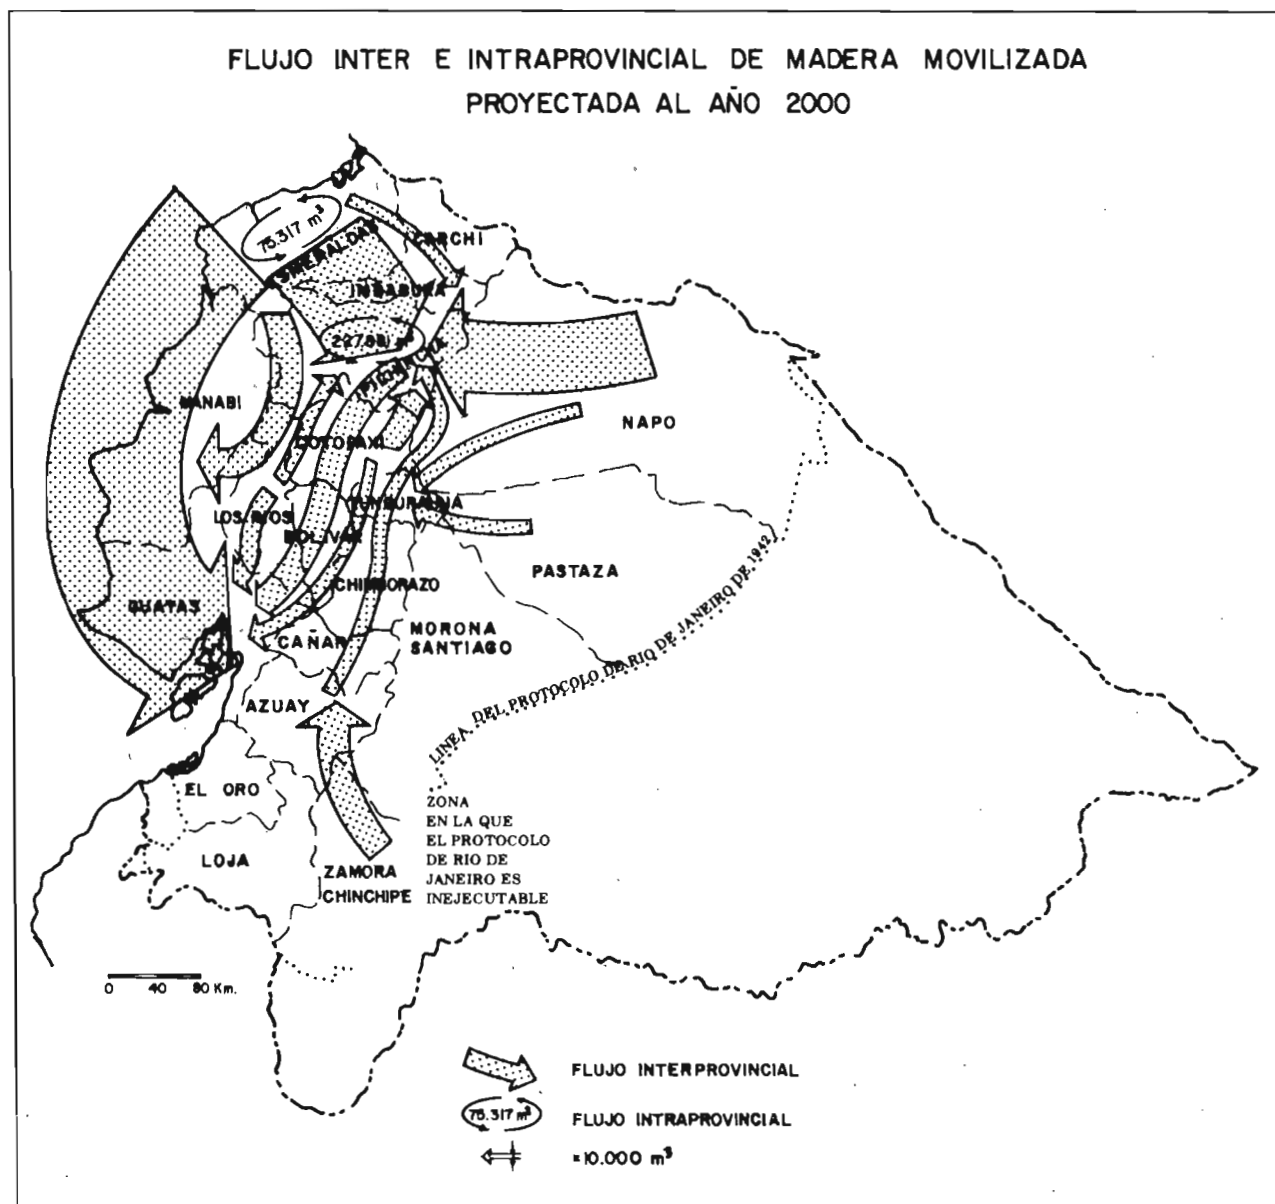 FLUJO INTER E INTRAPROVINCIAL DE MADERA MOVILIZADA
PROYECTADA AL AÑO 2000
75.317 m³
ESMERALDAS
CARCHI
IMBABURA
PICHINCHA
MANABI
NAPO
COTOPAXI
TUNGURAHUA
LOS RIOS
BOLIVAR
PASTAZA
CHIMBORAZO
GUAYAS
CAÑAR
MORONA
SANTIAGO
AZUAY
LINEA DEL PROTOCOLO DE RIO DE JANEIRO DE 1942
EL ORO
LOJA
ZAMORA
CHINCHIPE
ZONA
EN LA QUE
EL PROTOCOLO
DE RIO DE
JANEIRO ES
INEJECUTABLE
0 40 80 Km.
FLUJO INTERPROVINCIAL
75.317 m³
FLUJO INTRAPROVINCIAL
=10.000 m³